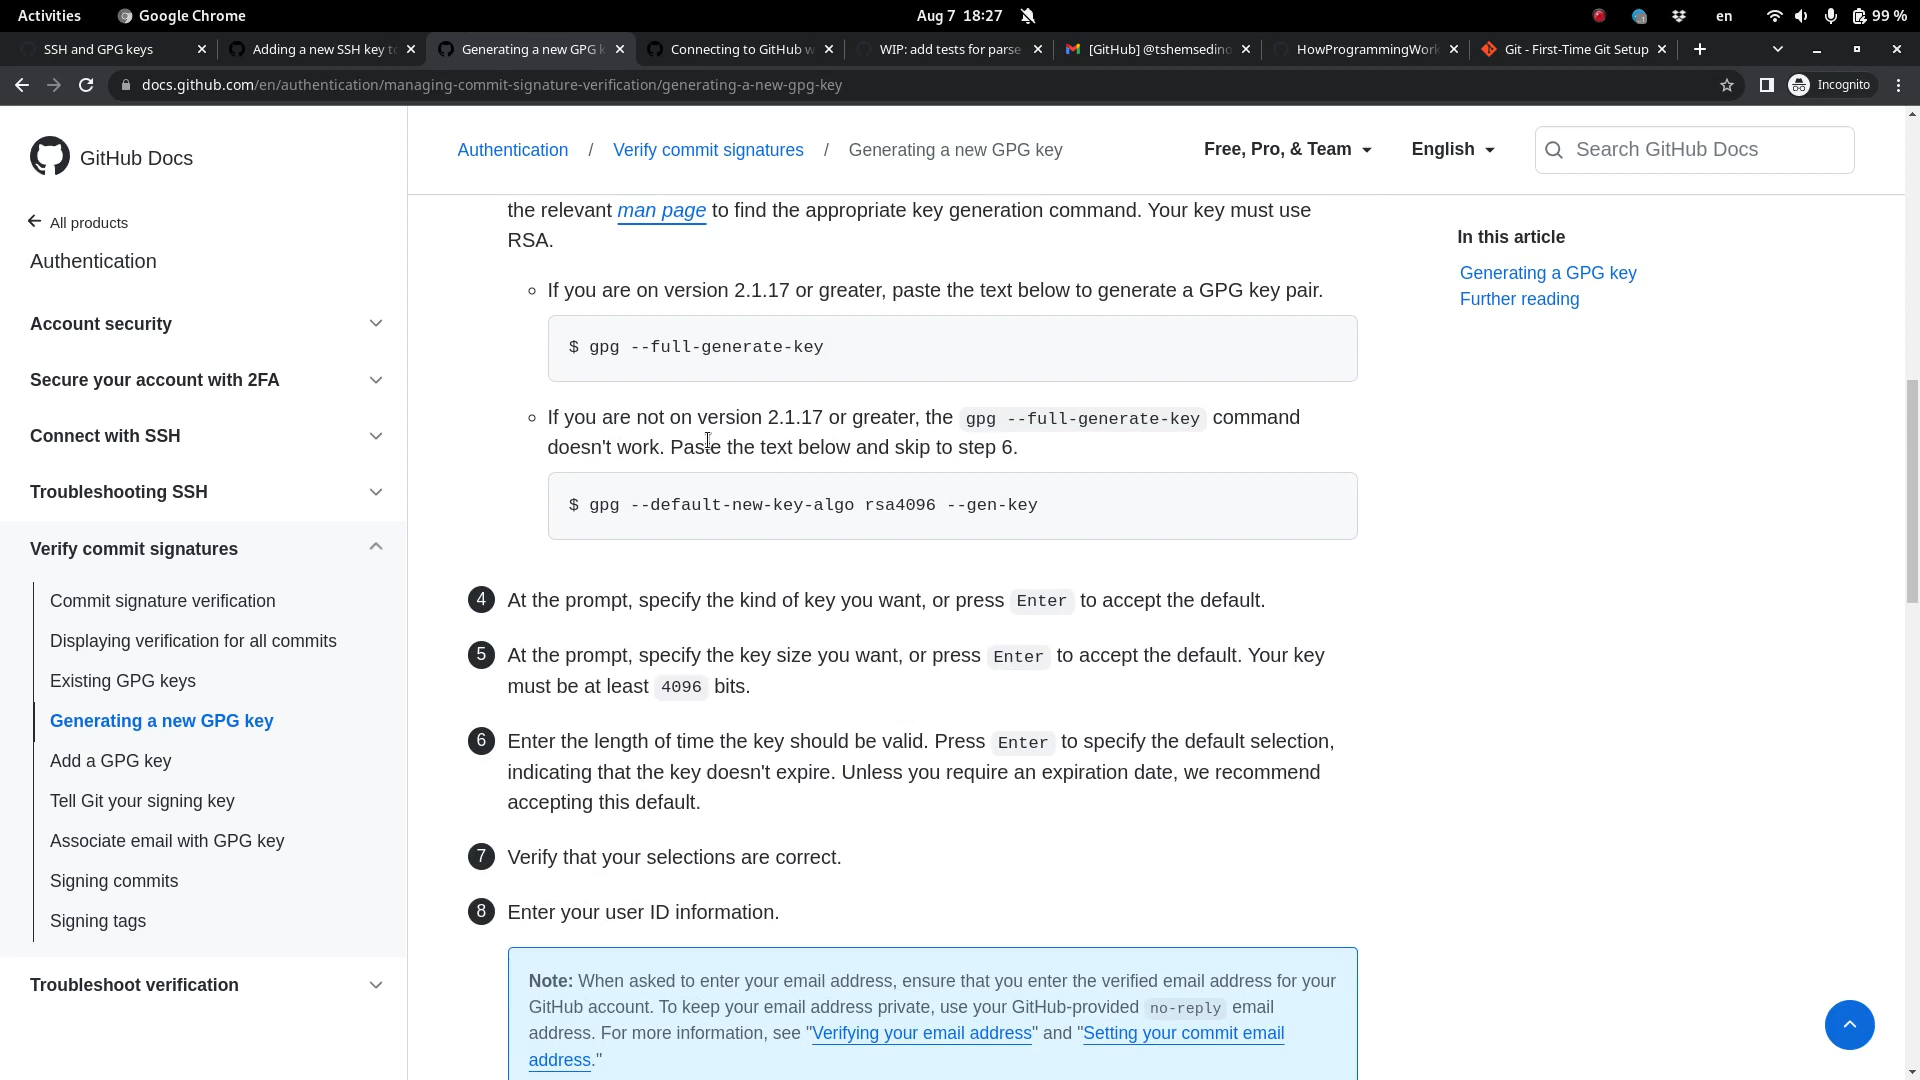 Activities
Google Chrome
Aug 7 18:27
en
99 %
SSH and GPG keys
Adding a new SSH key to
Generating a new GPG k
Connecting to GitHub w
WIP: add tests for parse
[GitHub] @tshemsedino
HowProgrammingWork
Git - First-Time Git Setup
docs.github.com/en/authentication/managing-commit-signature-verification/generating-a-new-gpg-key
Incognito
GitHub Docs
All products
Authentication
Account security
Secure your account with 2FA
Connect with SSH
Troubleshooting SSH
Verify commit signatures
Commit signature verification
Displaying verification for all commits
Existing GPG keys
Generating a new GPG key
Add a GPG key
Tell Git your signing key
Associate email with GPG key
Signing commits
Signing tags
Troubleshoot verification
Authentication / Verify commit signatures / Generating a new GPG key
Free, Pro, & Team
English
Search GitHub Docs
the relevant man page to find the appropriate key generation command. Your key must use
RSA.
If you are on version 2.1.17 or greater, paste the text below to generate a GPG key pair.
$ gpg --full-generate-key
If you are not on version 2.1.17 or greater, the gpg --full-generate-key command
doesn't work. Paste the text below and skip to step 6.
$ gpg --default-new-key-algo rsa4096 --gen-key
4 At the prompt, specify the kind of key you want, or press Enter to accept the default.
5 At the prompt, specify the key size you want, or press Enter to accept the default. Your key
must be at least 4096 bits.
6 Enter the length of time the key should be valid. Press Enter to specify the default selection,
indicating that the key doesn't expire. Unless you require an expiration date, we recommend
accepting this default.
7 Verify that your selections are correct.
8 Enter your user ID information.
Note: When asked to enter your email address, ensure that you enter the verified email address for your
GitHub account. To keep your email address private, use your GitHub-provided no-reply email
address. For more information, see "Verifying your email address" and "Setting your commit email
address."
In this article
Generating a GPG key
Further reading